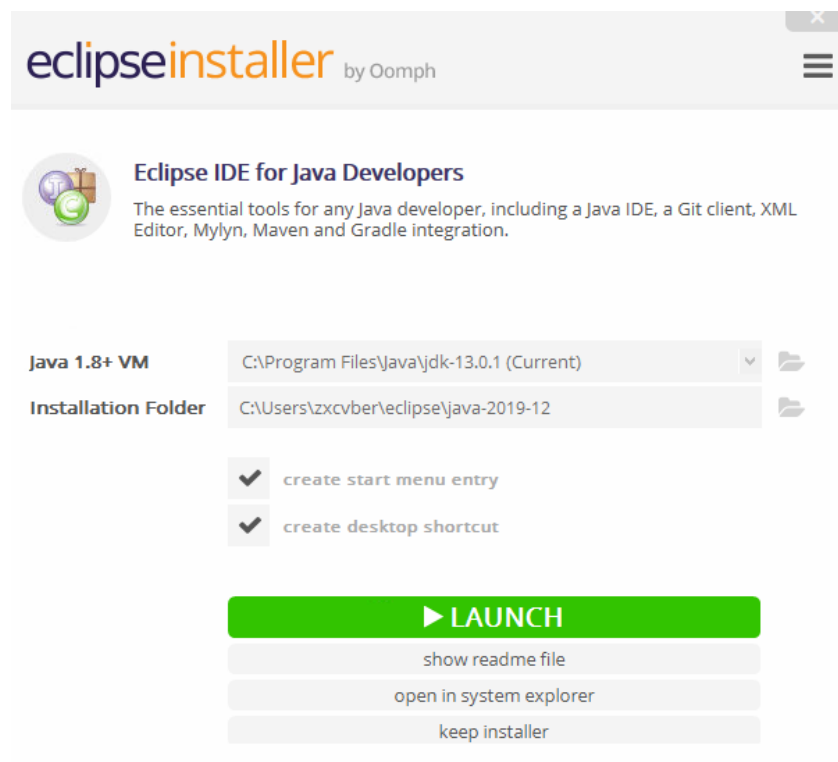 eclipseinstaller by Oomph
Eclipse IDE for Java Developers
The essential tools for any Java developer, including a Java IDE, a Git client, XML
Editor, Mylyn, Maven and Gradle integration.
Java 1.8+ VM
C:\Program Files\Java\jdk-13.0.1 (Current)
Installation Folder
C:\Users\zxcvber\eclipse\java-2019-12
create start menu entry
create desktop shortcut
LAUNCH
show readme file
open in system explorer
keep installer